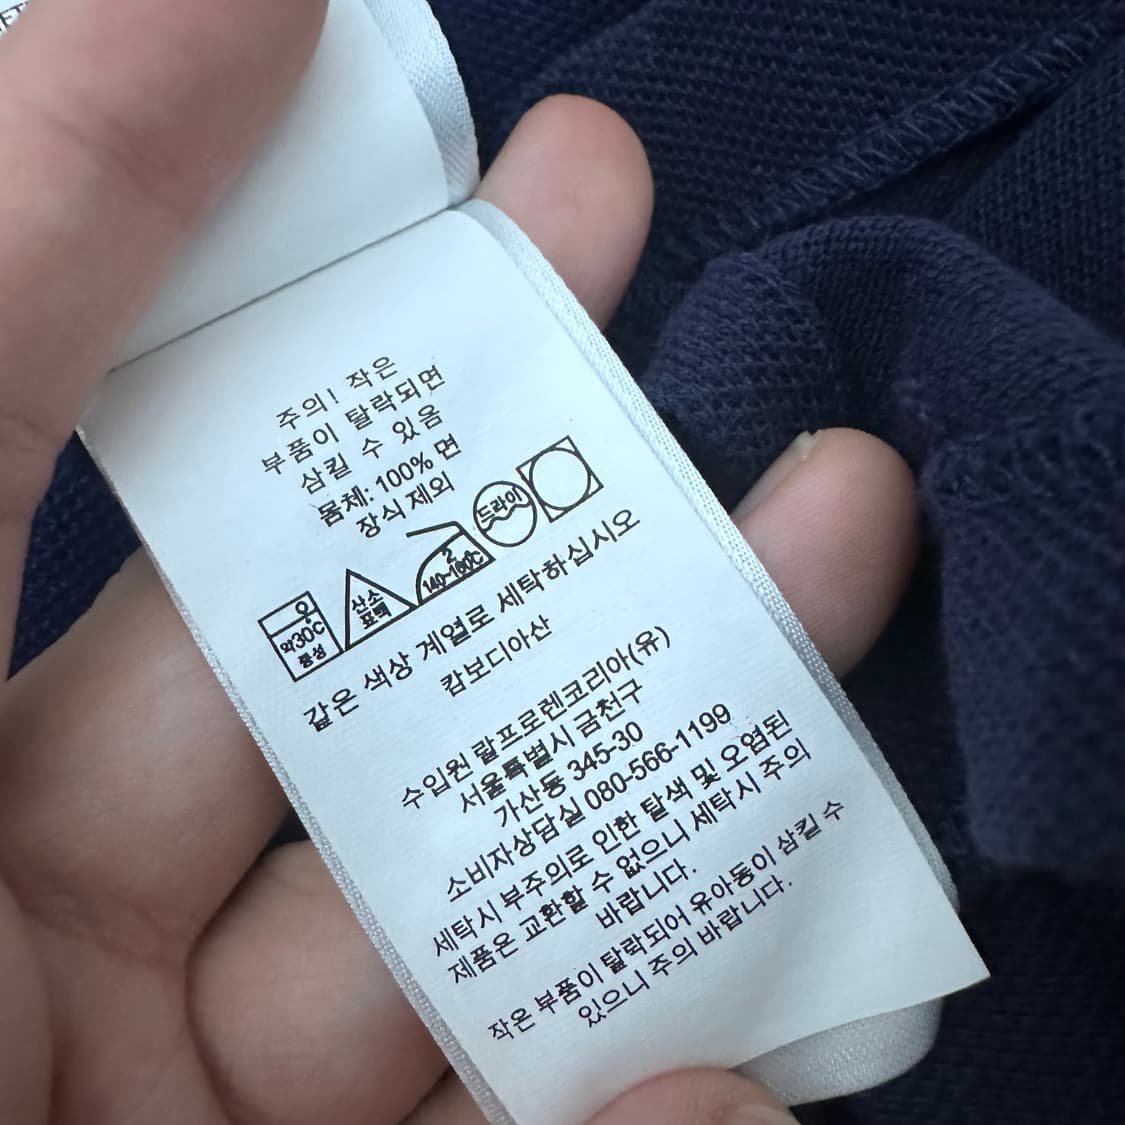 주의! 작은
부품이 탈락되면
삼킬 수 있음
몸체: 100% 면
장식 제외
약30℃
중성
산소
표백
2
140-160℃
드라이
같은 색상 계열로 세탁하십시오
캄보디아산
수입원 랄프로렌코리아(유)
서울특별시 금천구
가산동 345-30
소비자상담실 080-566-1199
세탁시 부주의로 인한 탈색 및 오염된
제품은 교환할 수 없으니 세탁시 주의
바랍니다.
작은 부품이 탈락되어 유아동이 삼킬 수
있으니 주의 바랍니다.